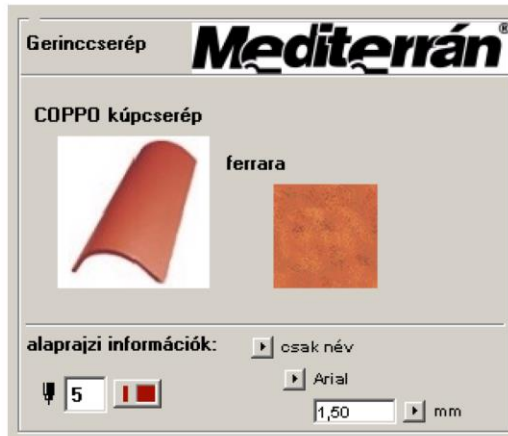 Gerinccserép
Mediterrán®
COPPO kúpcserép
ferrara
alaprajzi információk:
csak név
Arial
5
1,50 mm